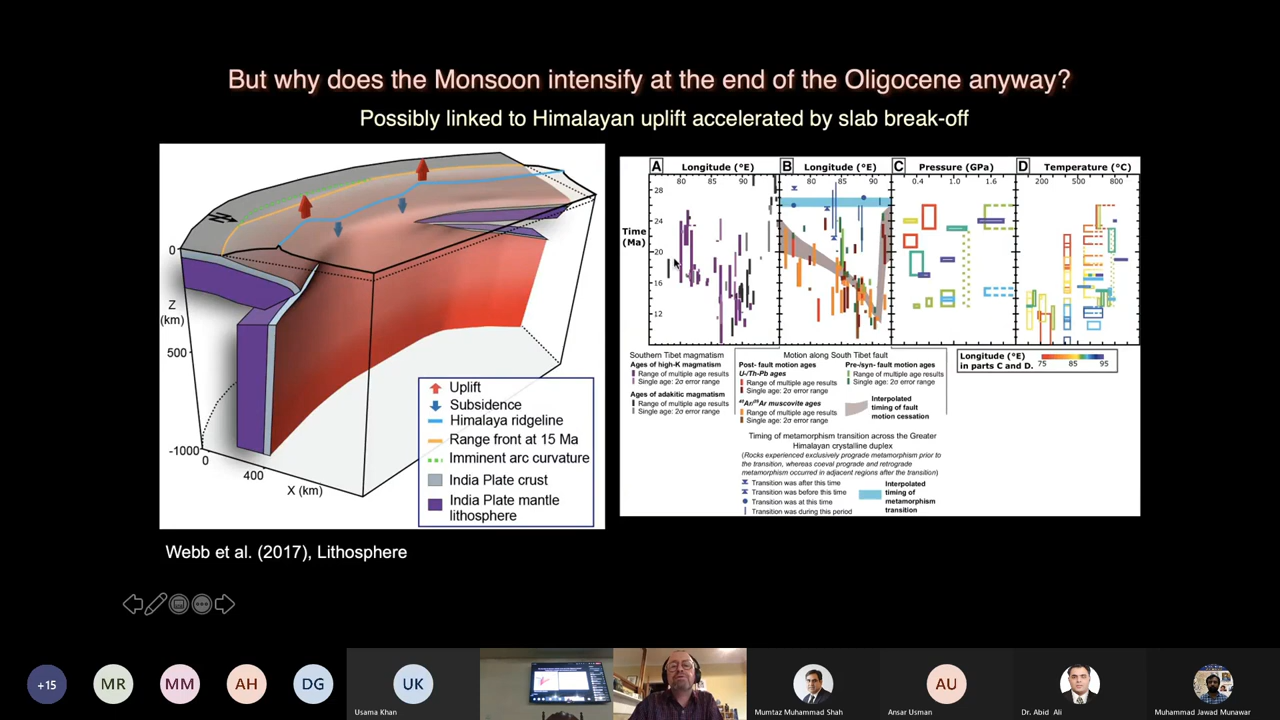 But why does the Monsoon intensify at the end of the Oligocene anyway?
Possibly linked to Himalayan uplift accelerated by slab break-off
N
0
Z
(km)
500
-1000
0
400
X (km)
Uplift
Subsidence
Himalaya ridgeline
Range front at 15 Ma
Imminent arc curvature
India Plate crust
India Plate mantle
lithosphere
Webb et al. (2017), Lithosphere
A Longitude (°E)
80 85 90
B Longitude (°E)
80 85 90
C Pressure (GPa)
0.4 1.0 1.6
D Temperature (°C)
200 500 800
Time
(Ma)
28
24
20
16
12
Southern Tibet magmatism
Ages of high-K magmatism
Range of multiple age results
Single age: 2σ error range
Ages of adakitic magmatism
Range of multiple age results
Single age: 2σ error range
Motion along South Tibet fault
Post- fault motion ages
U-/Th-Pb ages
Range of multiple age results
Single age: 2σ error range
⁴⁰Ar/³⁹Ar muscovite ages
Range of multiple age results
Single age: 2σ error range
Pre-/syn- fault motion ages
Range of multiple age results
Single age: 2σ error range
Interpolated
timing of fault
motion cessation
Longitude (°E)
in parts C and D.
75 85 95
Timing of metamorphism transition across the Greater
Himalayan crystalline duplex
(Rocks experienced exclusively prograde metamorphism prior to
the transition, whereas coeval prograde and retrograde
metamorphism occurred in adjacent regions after the transition)
Transition was after this time
Transition was before this time
Transition was at this time
Transition was during this period
Interpolated
timing of
metamorphism
transition
+15
MR
MM
AH
DG
UK
Usama Khan
Mumtaz Muhammad Shah
AU
Ansar Usman
Dr. Abid Ali
Muhammad Jawad Munawar